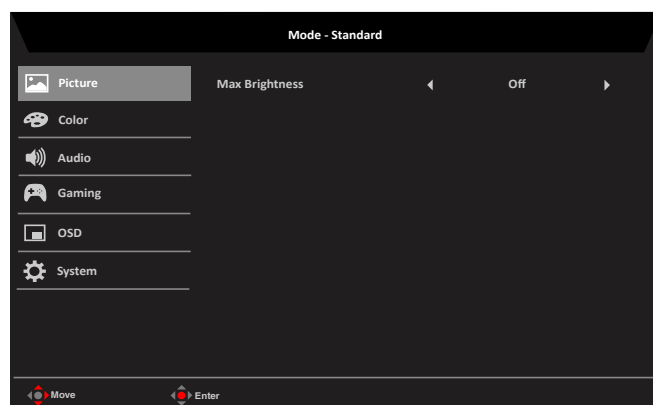 Mode - Standard
Picture
Max Brightness
Off
Color
Audio
Gaming
OSD
System
Move
Enter